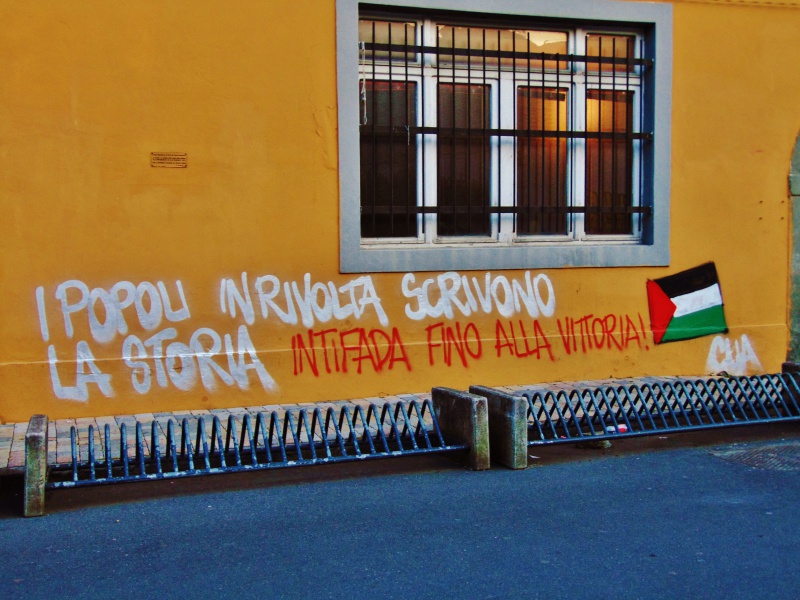 I POPOLI IN RIVOLTA SCRIVONO
LA STORIA INTIFADA FINO ALLA VITTORIA!
CUA